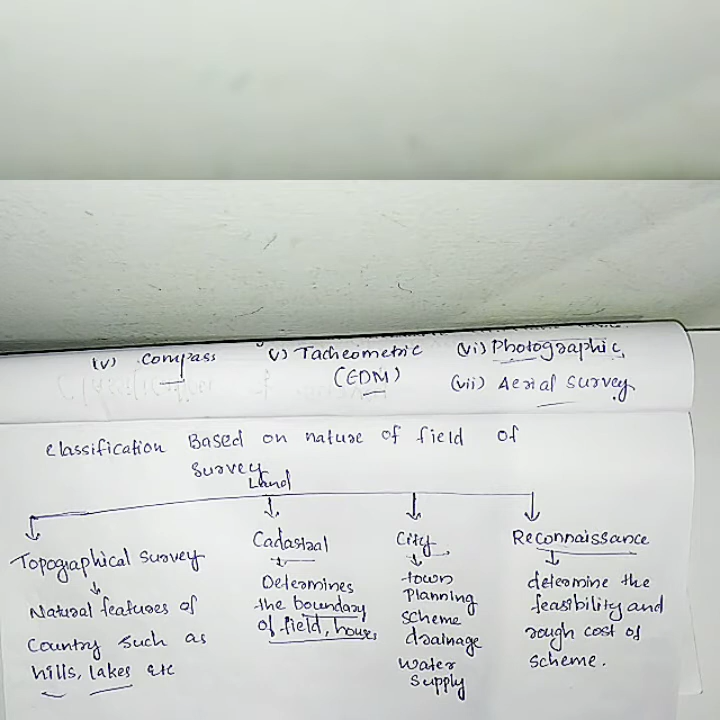 (v) Compass
v) Tacheometric
(EDM)
(vi) Photographic
(vii) Aerial Survey
Classification Based on nature of field of
Survey
Land
Topographical Survey
Natural features of
Country such as
hills, lakes etc
Cadastral
Determines
the boundary
of field, house,
City
town
Planning
Scheme
drainage
Water
Supply
Reconnaissance
determine the
feasibility and
rough cost of
scheme.